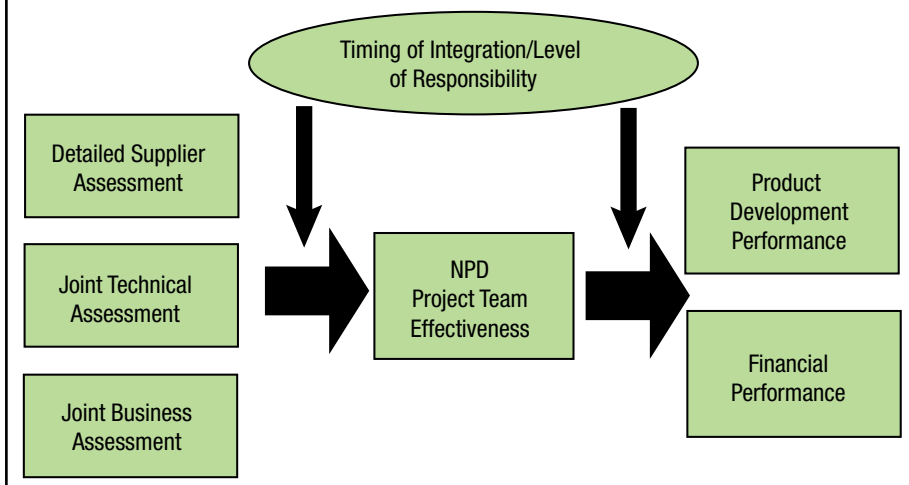 Timing of Integration/Level
of Responsibility
Detailed Supplier
Assessment
Joint Technical
Assessment
Joint Business
Assessment
NPD
Project Team
Effectiveness
Product
Development
Performance
Financial
Performance